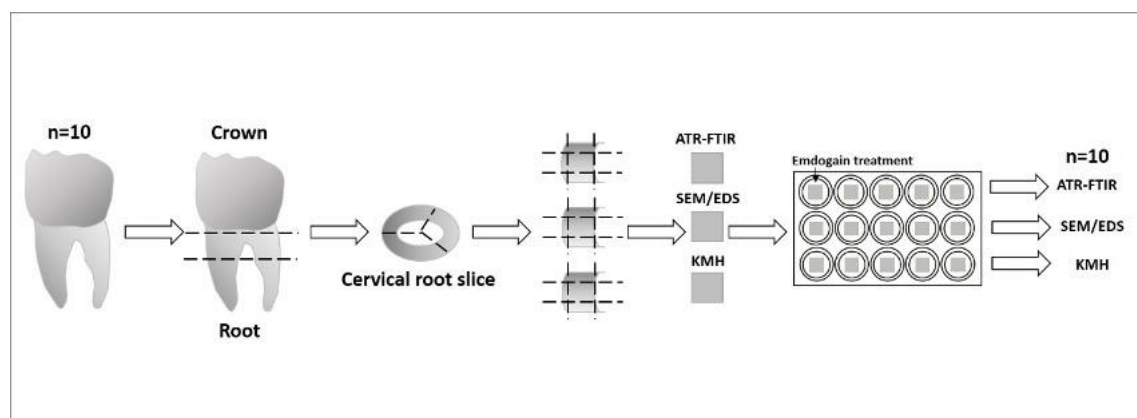 n=10
Crown
Root
Cervical root slice
ATR-FTIR
SEM/EDS
KMH
Emdogain treatment
n=10
ATR-FTIR
SEM/EDS
KMH